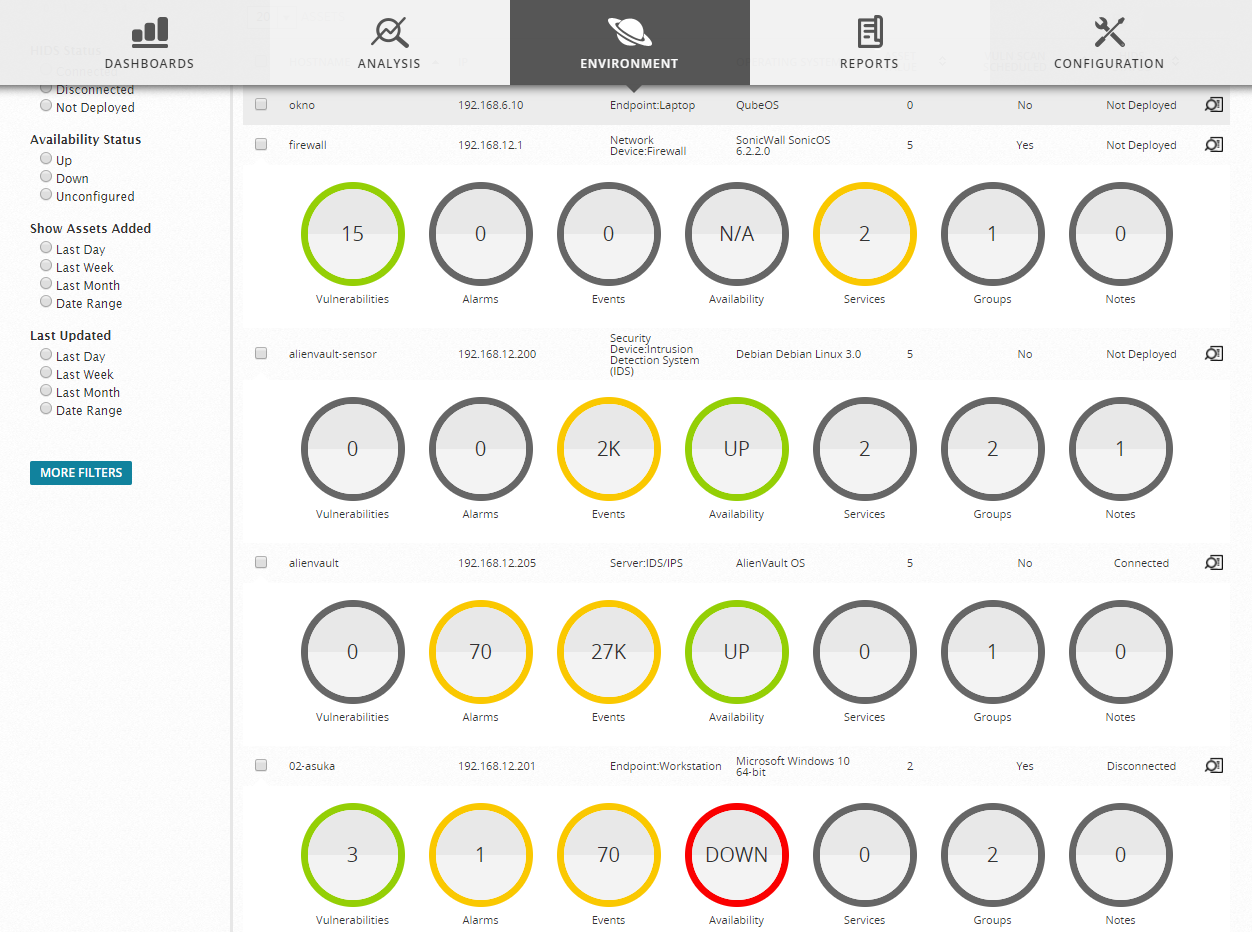 DASHBOARDS
ANALYSIS
ENVIRONMENT
REPORTS
CONFIGURATION
Disconnected
Not Deployed
Availability Status
Up
Down
Unconfigured
Show Assets Added
Last Day
Last Week
Last Month
Date Range
Last Updated
Last Day
Last Week
Last Month
Date Range
MORE FILTERS
okno 192.168.6.10 Endpoint:Laptop QubeOS 0 No Not Deployed
firewall 192.168.12.1 Network Device:Firewall SonicWall SonicOS 6.2.2.0 5 Yes Not Deployed
15 0 0 N/A 2 1 0
Vulnerabilities Alarms Events Availability Services Groups Notes
alienvault-sensor 192.168.12.200 Security Device:Intrusion Detection System (IDS) Debian Debian Linux 3.0 5 No Not Deployed
0 0 2K UP 2 2 1
Vulnerabilities Alarms Events Availability Services Groups Notes
alienvault 192.168.12.205 Server:IDS/IPS AlienVault OS 5 No Connected
0 70 27K UP 0 1 0
Vulnerabilities Alarms Events Availability Services Groups Notes
02-asuka 192.168.12.201 Endpoint:Workstation Microsoft Windows 10 64-bit 2 Yes Disconnected
3 1 70 DOWN 0 2 0
Vulnerabilities Alarms Events Availability Services Groups Notes